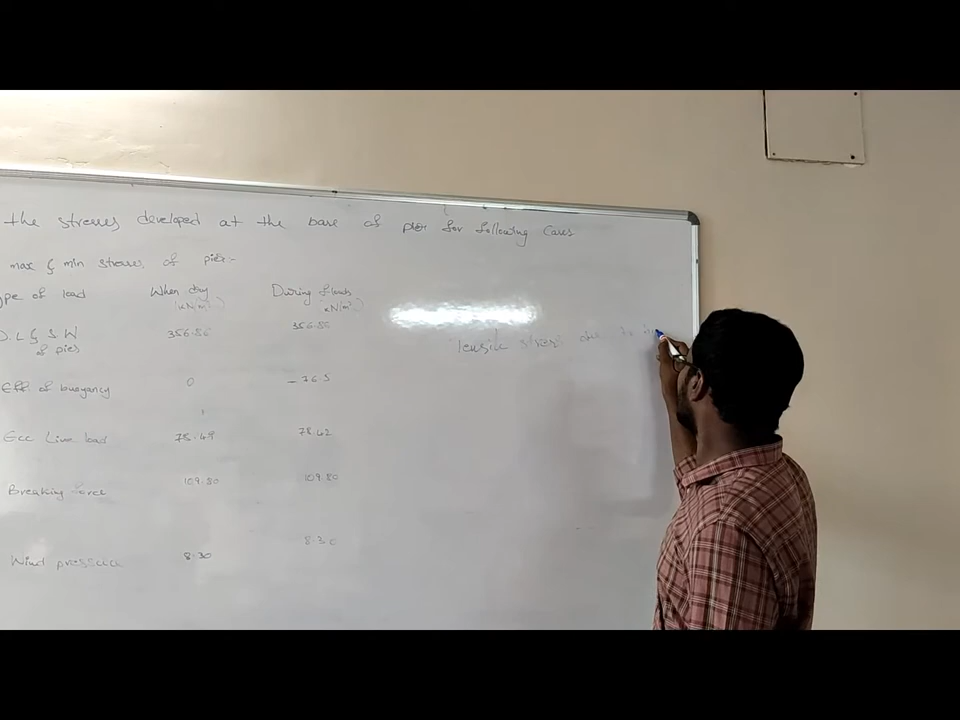 the stresses developed at the base of pier for following cases
max & min stresses of pier:-
ype of load When dry During floods
(kN/m²) (kN/m²)
D.L & S.W 356.86 356.86
of pier
Eff. of buoyancy 0 - 76.5
Ecc Live load 78.49 78.42
Breaking force 109.80 109.80
Wind pressure 8.30 8.30
Tensile stress due to